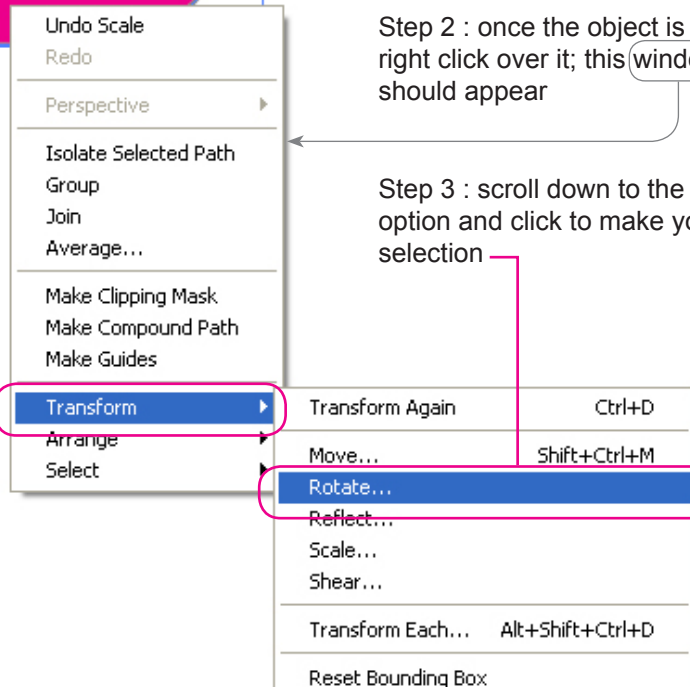 Undo Scale
Redo
Perspective
Isolate Selected Path
Group
Join
Average...
Make Clipping Mask
Make Compound Path
Make Guides
Transform
Arrange
Select
Step 2 : once the object is
right click over it; this
should appear
Step 3 : scroll down to the
option and click to make
selection
Transform Again Ctrl+D
Move... Shift+Ctrl+M
Rotate...
Reflect...
Scale...
Shear...
Transform Each... Alt+Shift+Ctrl+D
Reset Bounding Box